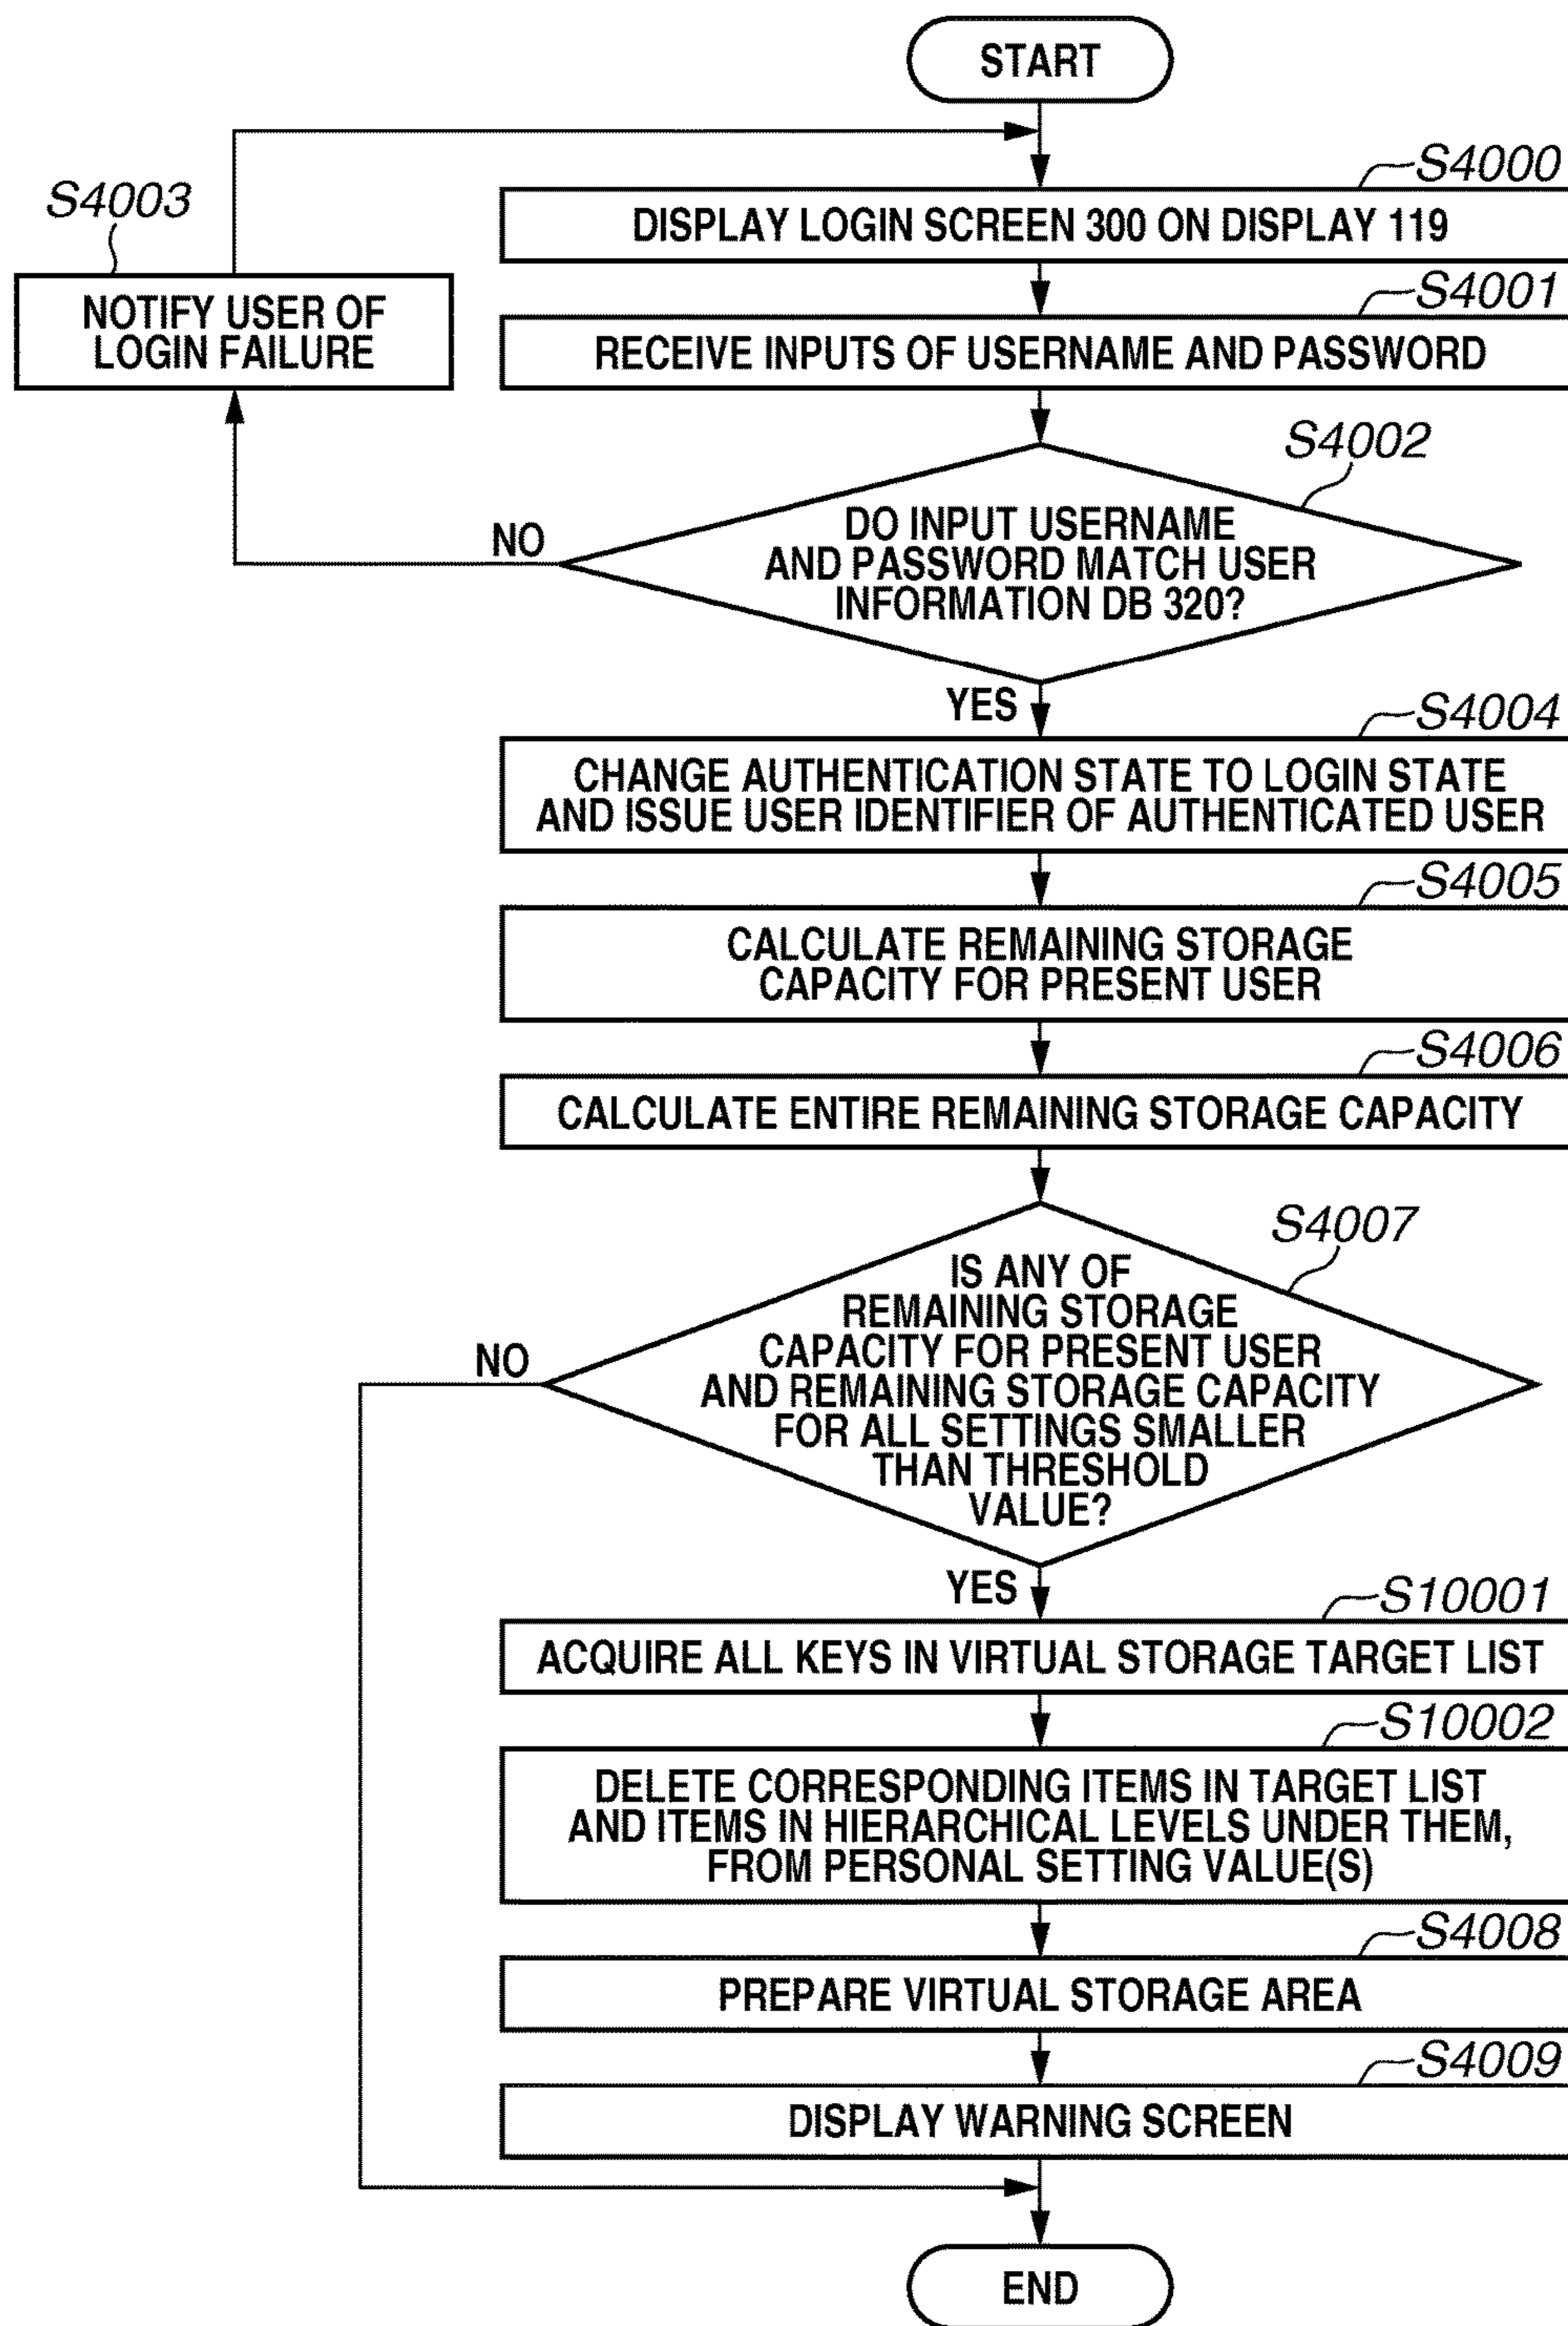 START
S4000
DISPLAY LOGIN SCREEN 300 ON DISPLAY 119
S4003
NOTIFY USER OF
LOGIN FAILURE
S4001
RECEIVE INPUTS OF USERNAME AND PASSWORD
S4002
DO INPUT USERNAME
AND PASSWORD MATCH USER
INFORMATION DB 320?
NO
YES
S4004
CHANGE AUTHENTICATION STATE TO LOGIN STATE
AND ISSUE USER IDENTIFIER OF AUTHENTICATED USER
S4005
CALCULATE REMAINING STORAGE
CAPACITY FOR PRESENT USER
S4006
CALCULATE ENTIRE REMAINING STORAGE CAPACITY
S4007
IS ANY OF
REMAINING STORAGE
CAPACITY FOR PRESENT USER
AND REMAINING STORAGE CAPACITY
FOR ALL SETTINGS SMALLER
THAN THRESHOLD
VALUE?
NO
YES
S10001
ACQUIRE ALL KEYS IN VIRTUAL STORAGE TARGET LIST
S10002
DELETE CORRESPONDING ITEMS IN TARGET LIST
AND ITEMS IN HIERARCHICAL LEVELS UNDER THEM,
FROM PERSONAL SETTING VALUE(S)
S4008
PREPARE VIRTUAL STORAGE AREA
S4009
DISPLAY WARNING SCREEN
END